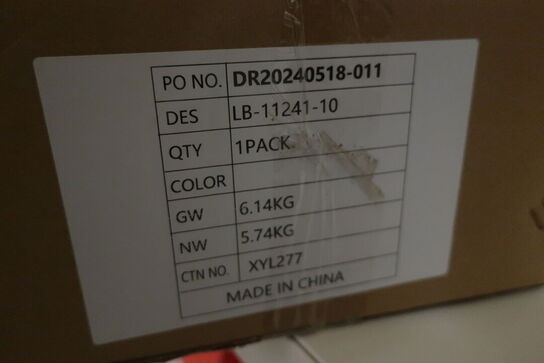 PO NO. DR20240518-011
DES LB-11241-10
QTY 1PACK.
COLOR
GW 6.14KG
NW 5.74KG
CTN NO. XYL277
MADE IN CHINA